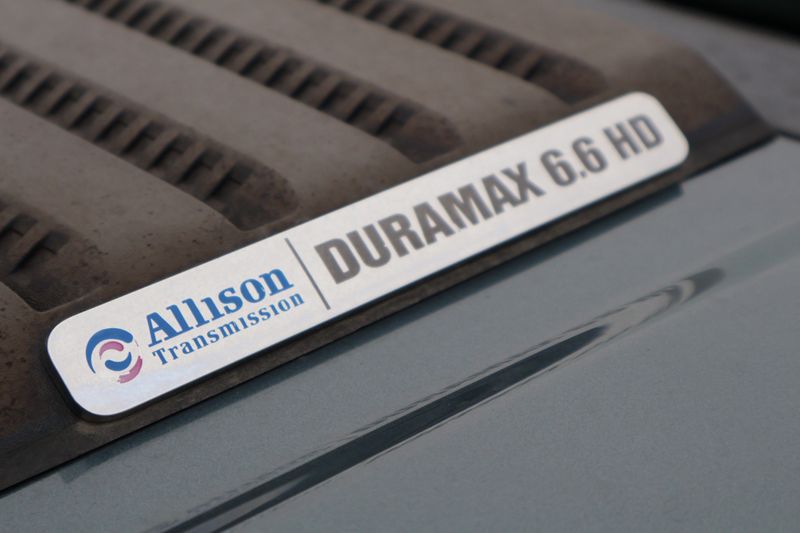 Allison
Transmission
DURAMAX 6.6 HD